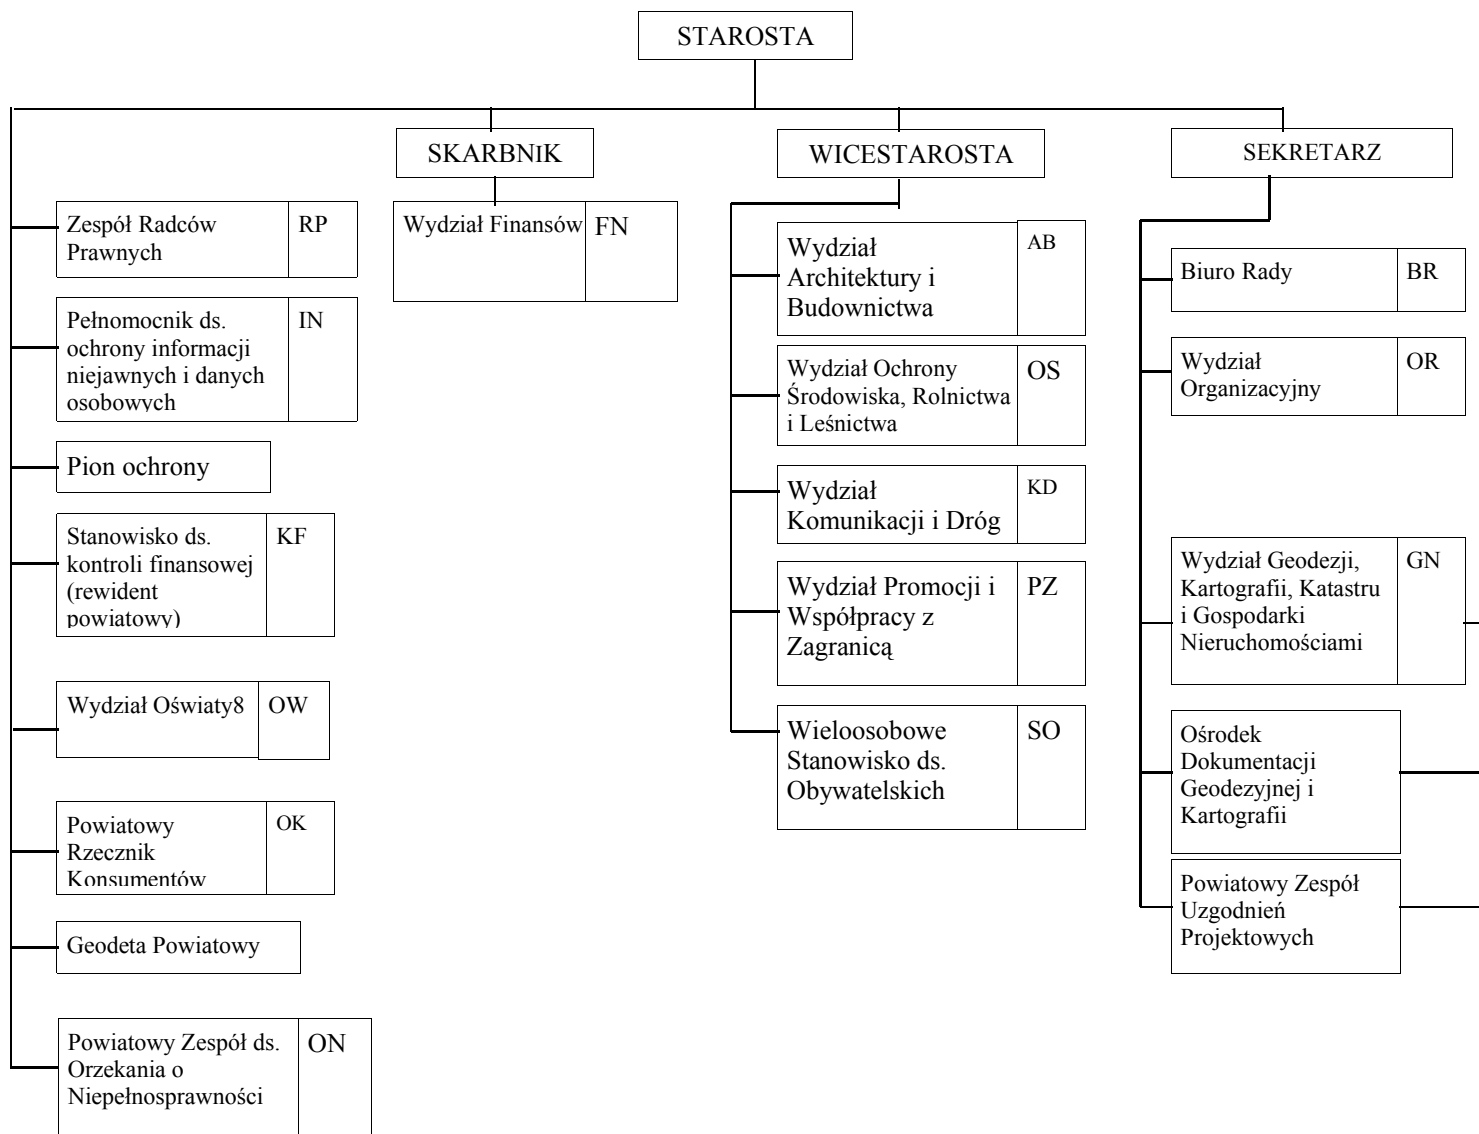 STAROSTA
SKARBNIK
WICESTAROSTA
SEKRETARZ
Zespół Radców
Prawnych
RP
Pełnomocnik ds.
ochrony informacji
niejawnych i danych
osobowych
IN
Pion ochrony
Stanowisko ds.
kontroli finansowej
(rewident
powiatowy)
KF
Wydział Oświaty8
OW
Powiatowy
Rzecznik
Konsumentów
OK
Geodeta Powiatowy
Powiatowy Zespół ds.
Orzekania o
Niepełnosprawności
ON
Wydział Finansów
FN
Wydział
Architektury i
Budownictwa
AB
Wydział Ochrony
Środowiska, Rolnictwa
i Leśnictwa
OS
Wydział
Komunikacji i Dróg
KD
Wydział Promocji i
Współpracy z
Zagranicą
PZ
Wieloosobowe
Stanowisko ds.
Obywatelskich
SO
Biuro Rady
BR
Wydział
Organizacyjny
OR
Wydział Geodezji,
Kartografii, Katastru
i Gospodarki
Nieruchomościami
GN
Ośrodek
Dokumentacji
Geodezyjnej i
Kartografii
Powiatowy Zespół
Uzgodnień
Projektowych